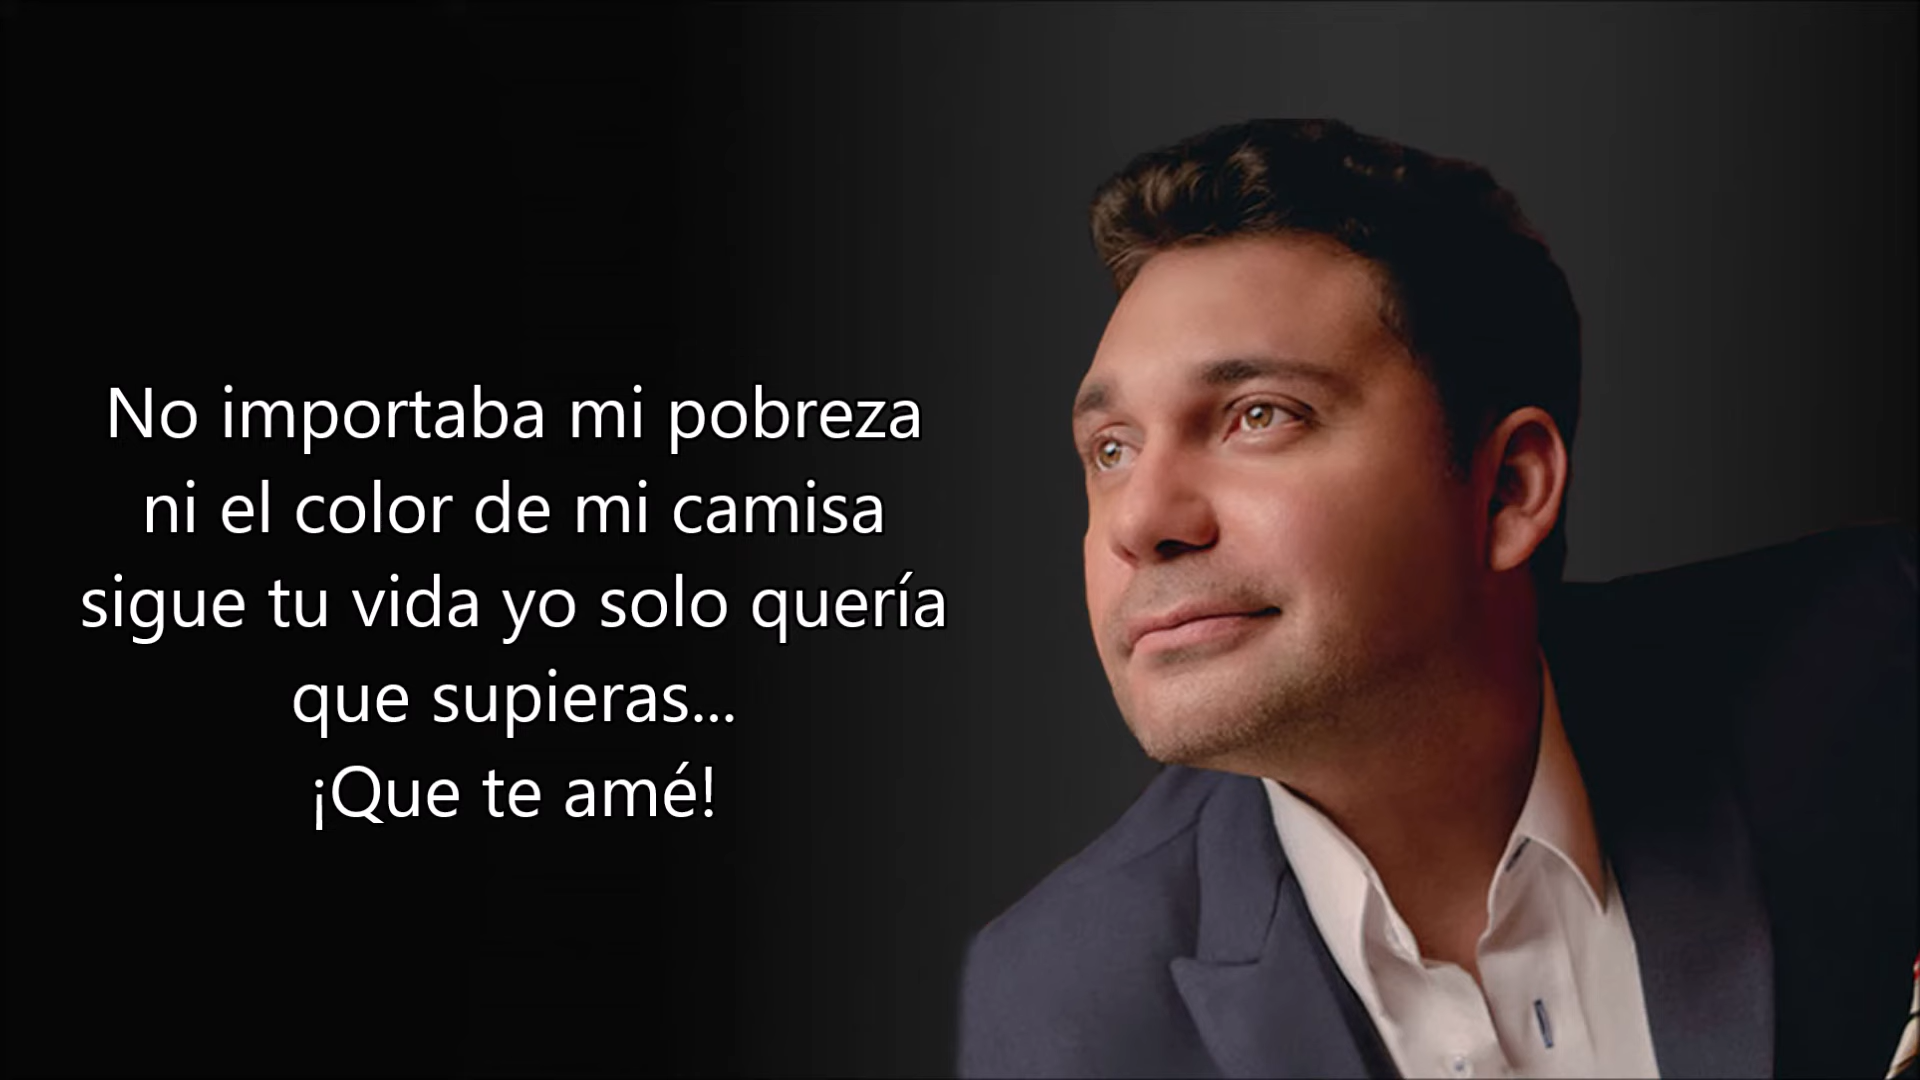 No importaba mi pobreza
ni el color de mi camisa
sigue tu vida yo solo quería
que supieras...
¡Que te amé!